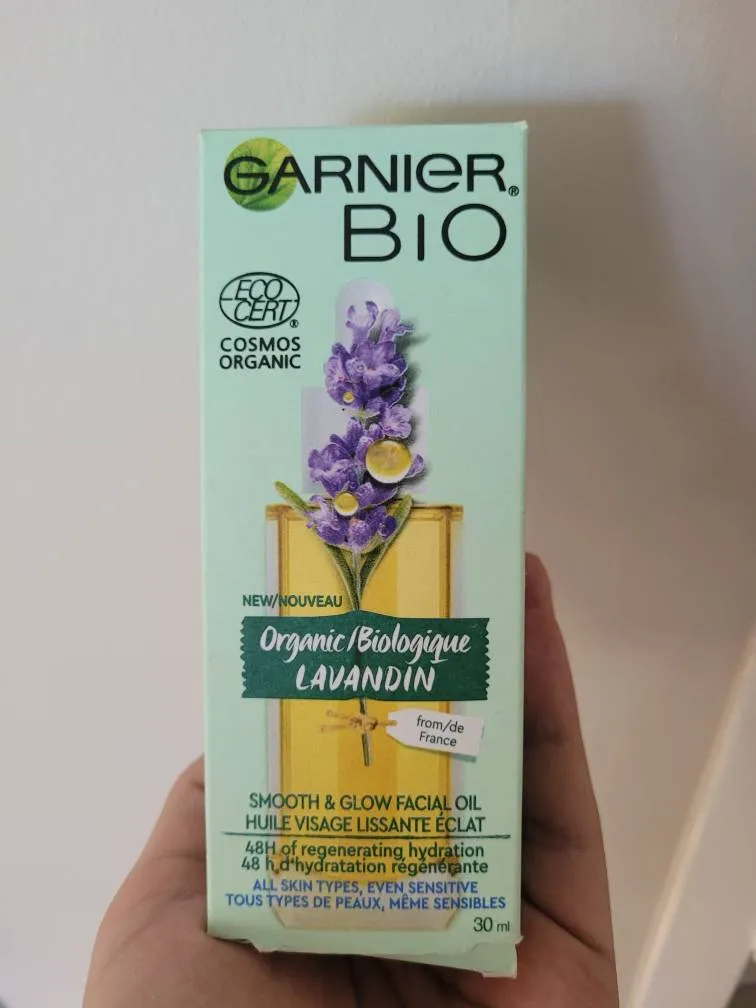 GARNIER®
BIO
ECO
CERT®
COSMOS
ORGANIC
NEW/NOUVEAU
Organic/Biologique
LAVANDIN
from/de
France
SMOOTH & GLOW FACIAL OIL
HUILE VISAGE LISSANTE ÉCLAT
48H of regenerating hydration
48 h d'hydratation régénérante
ALL SKIN TYPES, EVEN SENSITIVE
TOUS TYPES DE PEAUX, MÊME SENSIBLES
30 ml